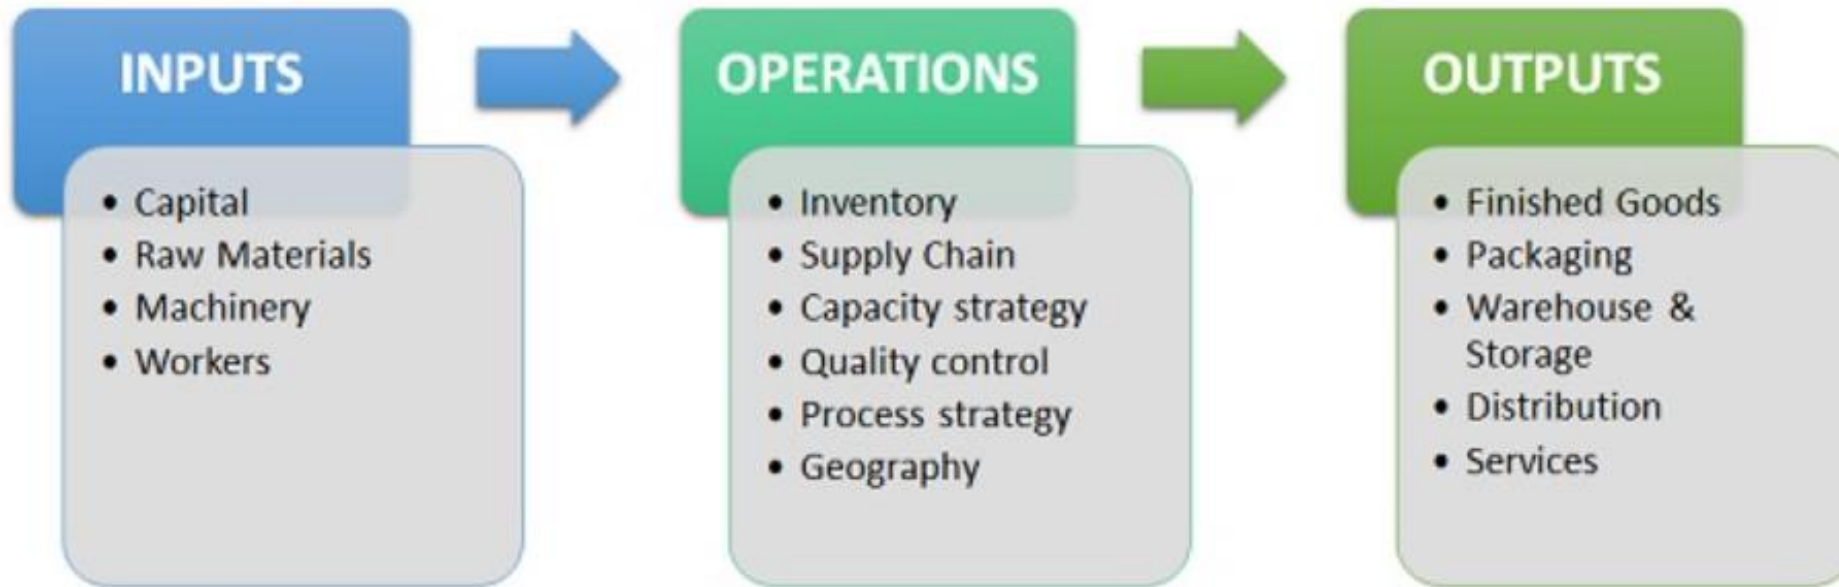 INPUTS
• Capital
• Raw Materials
• Machinery
• Workers
OPERATIONS
• Inventory
• Supply Chain
• Capacity strategy
• Quality control
• Process strategy
• Geography
OUTPUTS
• Finished Goods
• Packaging
• Warehouse &
Storage
• Distribution
• Services